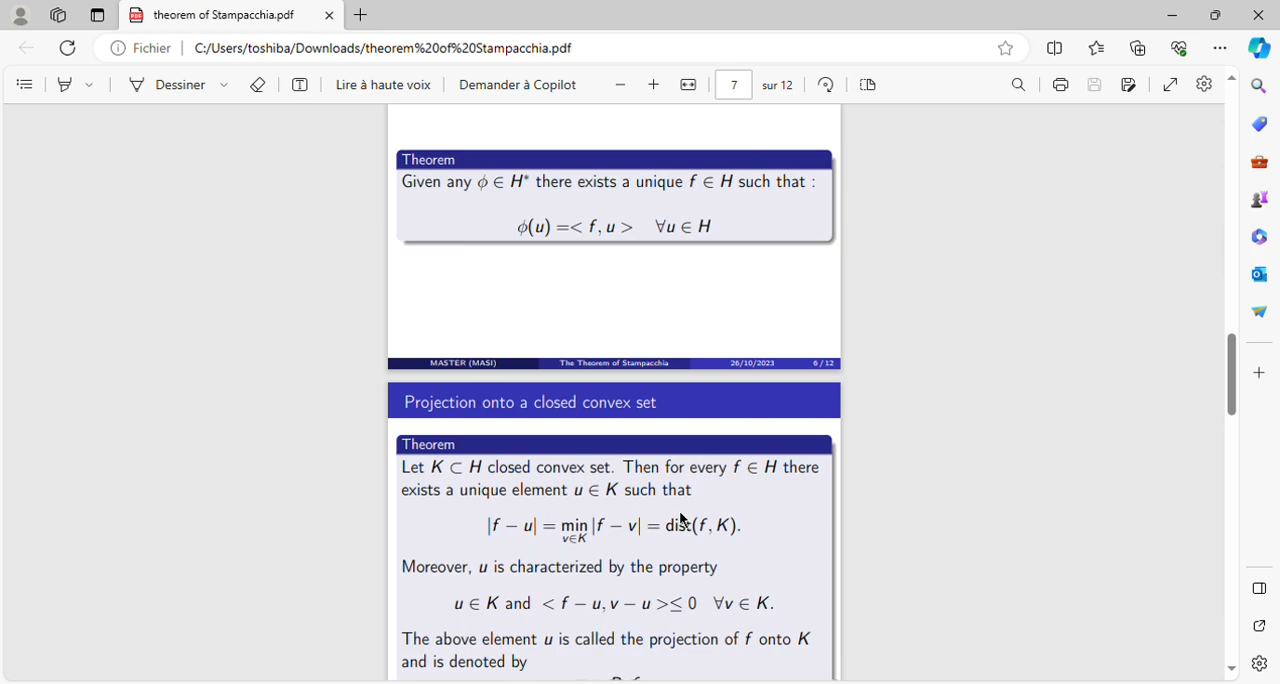 theorem of Stampacchia.pdf
Fichier C:/Users/toshiba/Downloads/theorem%20of%20Stampacchia.pdf
Dessiner Lire à haute voix Demander à Copilot 7 sur 12
Theorem
Given any ϕ ∈ H* there exists a unique f ∈ H such that :
ϕ(u) =< f, u > ∀u ∈ H
MASTER (MASI) The Theorem of Stampacchia 26/10/2023 6 / 12
Projection onto a closed convex set
Theorem
Let K ⊂ H closed convex set. Then for every f ∈ H there
exists a unique element u ∈ K such that
|f − u| = min |f − v| = dist(f, K).
v∈K
Moreover, u is characterized by the property
u ∈ K and < f − u, v − u >≤ 0 ∀v ∈ K.
The above element u is called the projection of f onto K
and is denoted by